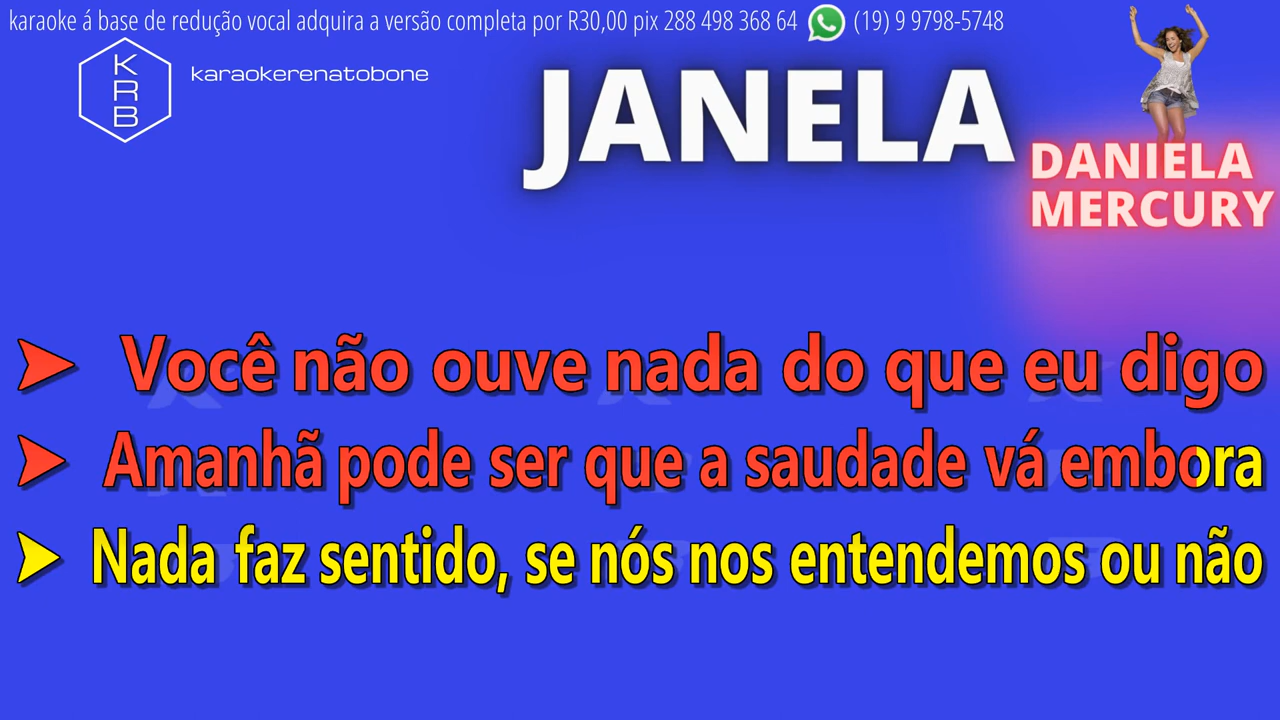 karaoke á base de redução vocal adquira a versão completa por R30,00 pix 288 498 368 64 (19) 9 9798-5748
KRB
karaokerenatobone
JANELA
DANIELA
MERCURY
Você não ouve nada do que eu digo
Amanhã pode ser que a saudade vá embora
Nada faz sentido, se nós nos entendemos ou não